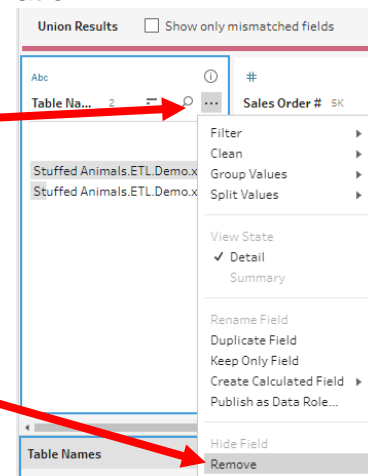 Union Results Show only mismatched fields
Abc #
Table Na... 2 ... Sales Order # 5K
Stuffed Animals.ETL.Demo.x
Stuffed Animals.ETL.Demo.x
Filter
Clean
Group Values
Split Values
View State
✓ Detail
Summary
Rename Field
Duplicate Field
Keep Only Field
Create Calculated Field
Publish as Data Role...
Hide Field
Table Names
Remove